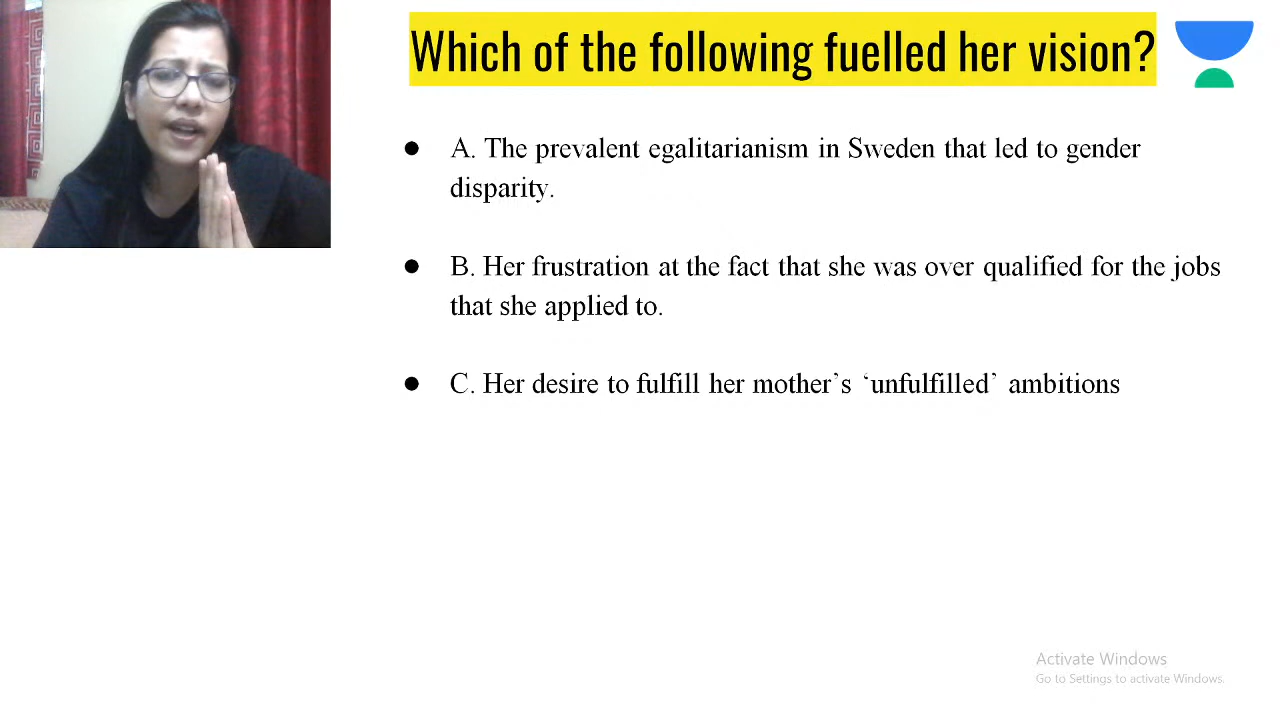 Which of the following fuelled her vision?
● A. The prevalent egalitarianism in Sweden that led to gender
disparity.
● B. Her frustration at the fact that she was over qualified for the jobs
that she applied to.
● C. Her desire to fulfill her mother's ‘unfulfilled’ ambitions
Activate Windows
Go to Settings to activate Windows.